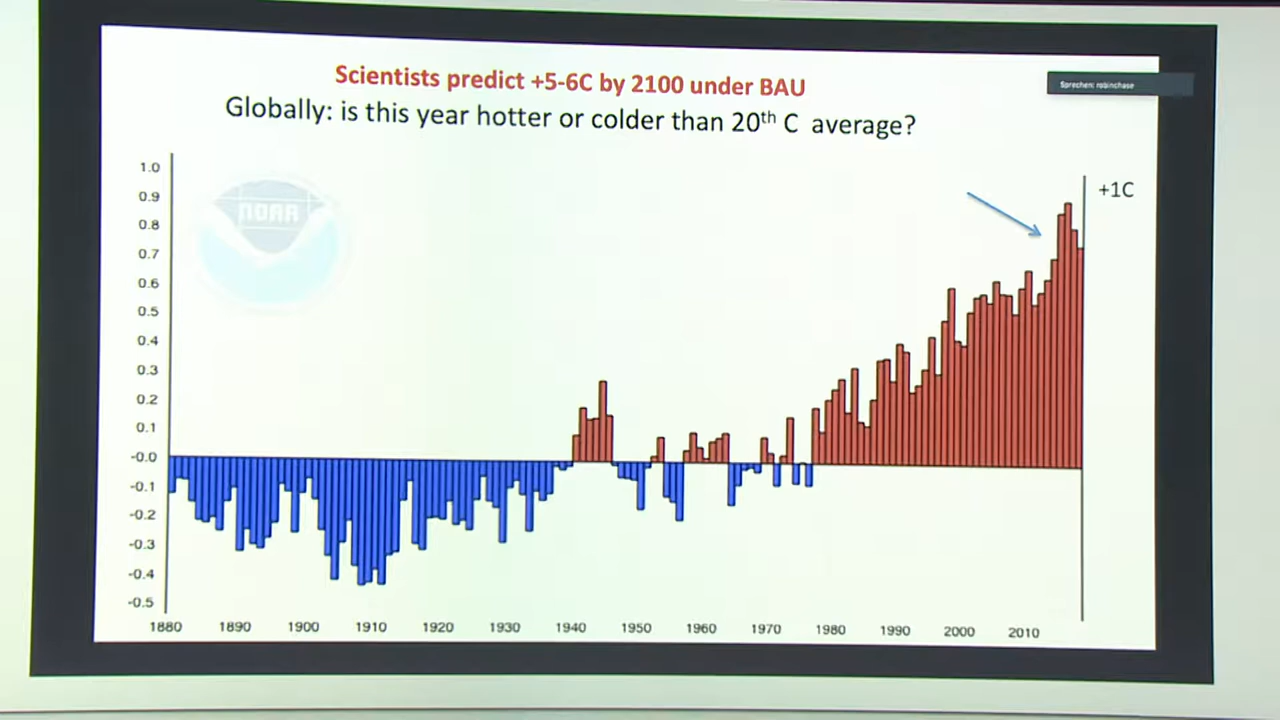 Scientists predict +5-6C by 2100 under BAU
Sprechen: robinchase
Globally: is this year hotter or colder than 20th C average?
1.0
+1C
0.9
0.8
0.7
0.6
0.5
0.4
0.3
0.2
0.1
-0.0
-0.1
-0.2
-0.3
-0.4
-0.5
NOAA
1880 1890 1900 1910 1920 1930 1940 1950 1960 1970 1980 1990 2000 2010